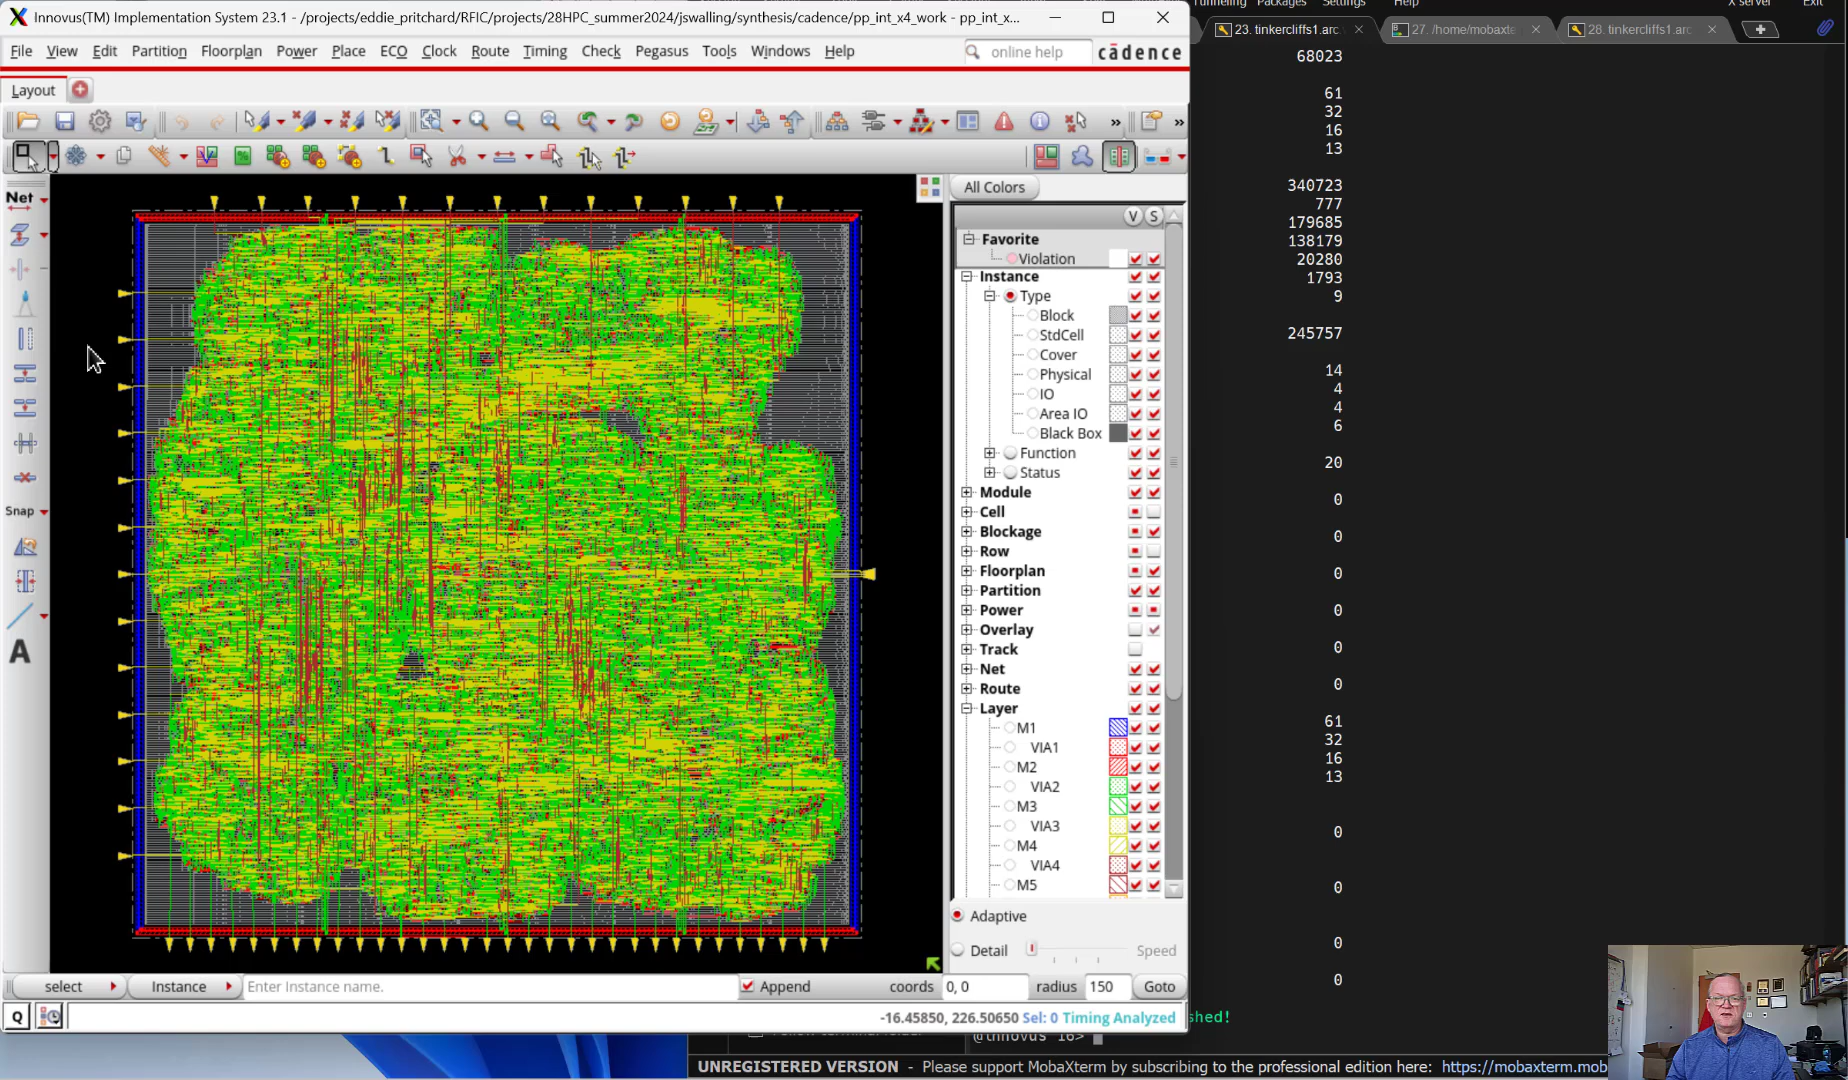 Innovus(TM) Implementation System 23.1 - /projects/eddie_pritchard/RFIC/projects/28HPC_summer2024/jswalling/synthesis/cadence/pp_int_x4_work - pp_int_x...
File View Edit Partition Floorplan Power Place ECO Clock Route Timing Check Pegasus Tools Windows Help
online help
cādence
Layout
Net
Snap
A
All Colors
V S
Favorite
Violation
Instance
Type
Block
StdCell
Cover
Physical
IO
Area IO
Black Box
Function
Status
Module
Cell
Blockage
Row
Floorplan
Partition
Power
Overlay
Track
Net
Route
Layer
M1
VIA1
M2
VIA2
M3
VIA3
M4
VIA4
M5
Adaptive
Detail
Speed
select Instance Enter Instance name. Append coords 0, 0 radius 150 Goto
Q
-16.45850, 226.50650 Sel: 0 Timing Analyzed
Tunneling Packages Settings Help X server Exit
23. tinkercliffs1.arc. 27. /home/mobaxte 28. tinkercliffs1.arc
68023
61
32
16
13
340723
777
179685
138179
20280
1793
9
245757
14
4
4
6
20
0
0
0
0
0
0
61
32
16
13
0
0
0
0
shed!
@innovus 16>
UNREGISTERED VERSION - Please support MobaXterm by subscribing to the professional edition here: https://mobaxterm.mob